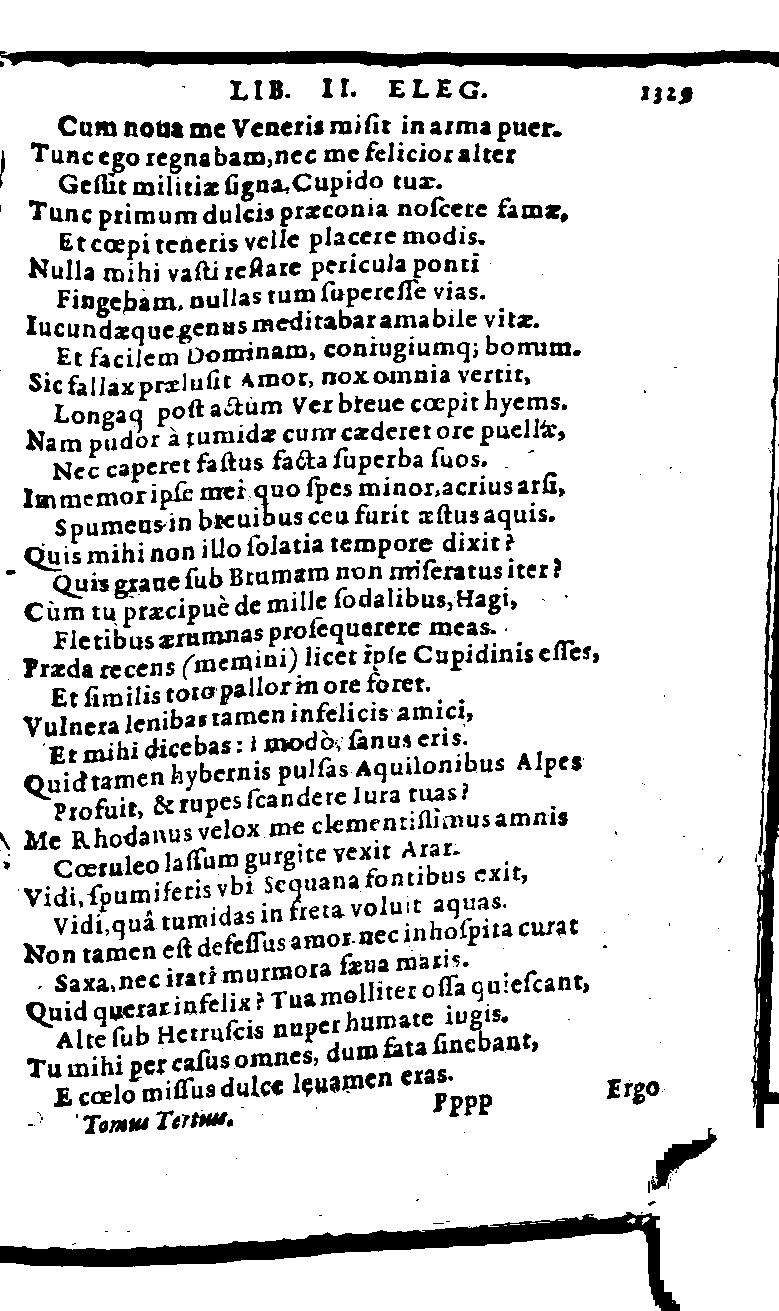 LIB. II. ELEG. 1329
Cum noua me Veneris misit in arma puer.
Tunc ego regnabam, nec me felicior alter
Gessit militiæ signa, Cupido tuæ.
Tunc primum dulcis præconia noscere famæ,
Et cœpi teneris velle placere modis.
Nulla mihi vasti restare pericula ponti
Fingebam, nullas tum superesse vias.
Iucundæque genus meditabar amabile vitæ.
Et facilem Dominam, coniugiumq; bonum.
Sic fallax prælusit Amor, nox omnia vertit,
Longaq post actum Ver breue cœpit hyems.
Nam pudor à tumidæ cum cæderet ore puellæ,
Nec caperet fastus facta superba suos.
Immemor ipse mei quo spes minor, acrius arsi,
Spumeus in breuibus ceu furit æstus aquis.
Quis mihi non illo solatia tempore dixit?
Quis graue sub Brumam non miseratus iter?
Cùm tu præcipuè de mille sodalibus, Hagi,
Fletibus ærumnas prosequerere meas.
Præda recens (memini) licet ipse Cupidinis esses,
Et similis toto pallor in ore foret.
Vulnera lenibas tamen infelicis amici,
Et mihi dicebas: i modò, sanus eris.
Quid tamen hybernis pulsas Aquilonibus Alpes
Profuit, & rupes scandere Iura tuas?
Me Rhodanus velox me clementissimus amnis
Cœruleo lassum gurgite vexit Arar.
Vidi, spumiferis vbi Sequana fontibus exit,
Vidi, quâ tumidas in freta voluit aquas.
Non tamen est defessus amor nec inhospita curat
Saxa, nec irati murmora sæua maris.
Quid querar infelix? Tua molliter ossa quiescant,
Alte sub Hetruscis nuper humate iugis.
Tu mihi per casus omnes, dum fata sinebant,
E cœlo missus dulce leuamen eras.
Tomus Tertius. Pppp Ergo